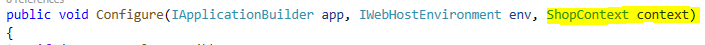 public void Configure(IApplicationBuilder app, IWebHostEnvironment env, ShopContext context)
{